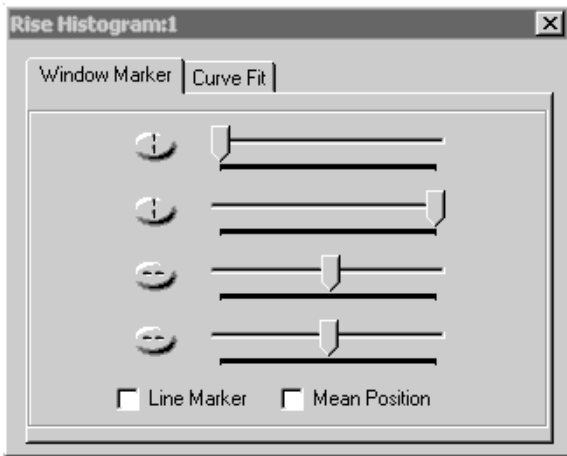 Rise Histogram:1
Window Marker Curve Fit
Line Marker Mean Position